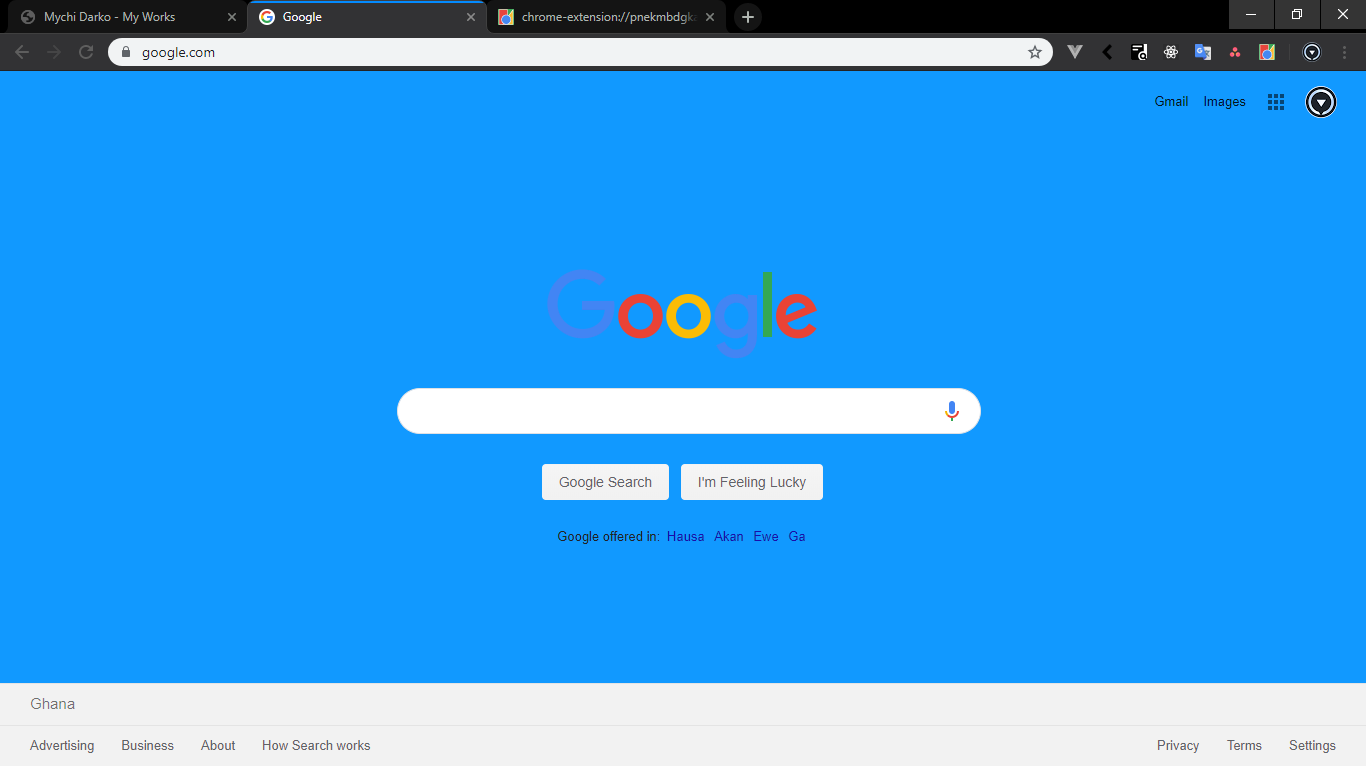 Mychi Darko - My Works
Google
chrome-extension://pnekmbdgk
google.com
Gmail Images
Google
Google Search I'm Feeling Lucky
Google offered in: Hausa Akan Ewe Ga
Ghana
Advertising Business About How Search works Privacy Terms Settings